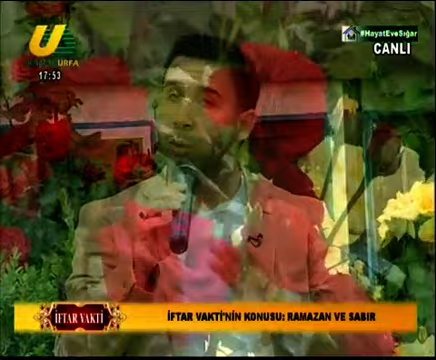 U
#HayatEveSığar
CANLI
URFA
17:53
İFTAR VAKTİ
İFTAR VAKTİ'NİN KONUSU: RAMAZAN VE SABIR